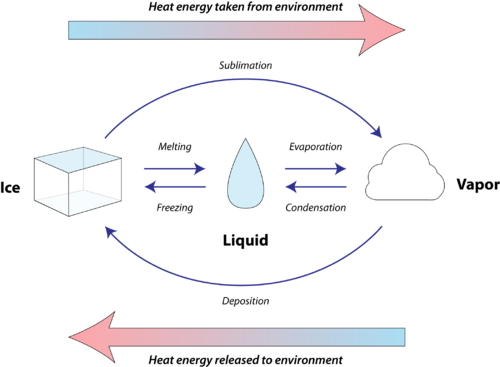 Heat energy taken from environment
Sublimation
Melting
Evaporation
Ice
Vapor
Freezing
Condensation
Liquid
Deposition
Heat energy released to environment